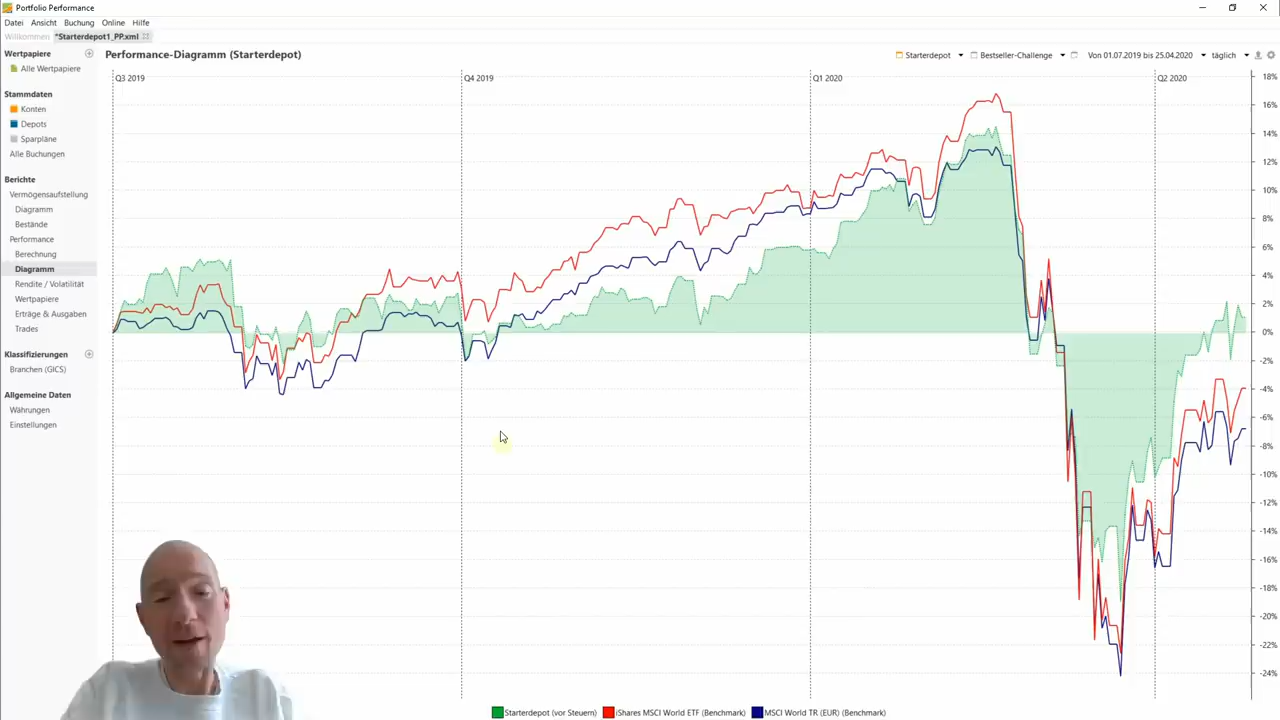 Portfolio Performance
Datei Ansicht Buchung Online Hilfe
Willkommen *Starterdepot1_PP.xml
Wertpapiere
Alle Wertpapiere
Stammdaten
Konten
Depots
Sparpläne
Alle Buchungen
Berichte
Vermögensaufstellung
Diagramm
Bestände
Performance
Berechnung
Diagramm
Rendite / Volatilität
Wertpapiere
Erträge & Ausgaben
Trades
Klassifizierungen
Branchen (GICS)
Allgemeine Daten
Währungen
Einstellungen
Performance-Diagramm (Starterdepot)
Starterdepot Bestseller-Challenge Von 01.07.2019 bis 25.04.2020 täglich
Q3 2019 Q4 2019 Q1 2020 Q2 2020
18%
16%
14%
12%
10%
8%
6%
4%
2%
0%
-2%
-4%
-6%
-8%
-10%
-12%
-14%
-16%
-18%
-20%
-22%
-24%
Starterdepot (vor Steuern) iShares MSCI World ETF (Benchmark) MSCI World TR (EUR) (Benchmark)